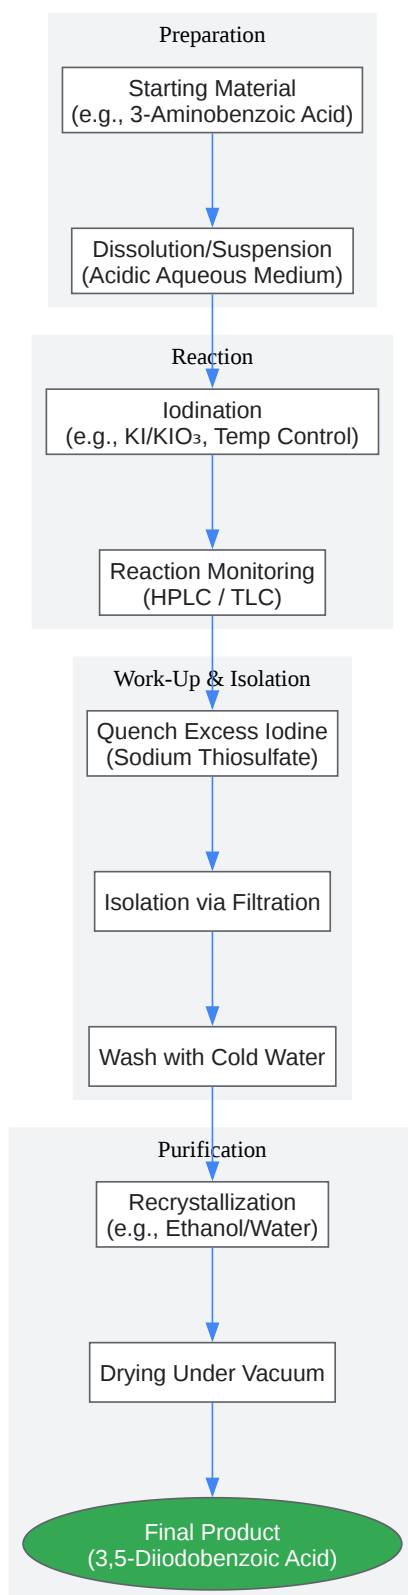 Preparation
Starting Material
(e.g., 3-Aminobenzoic Acid)
Dissolution/Suspension
(Acidic Aqueous Medium)
Reaction
Iodination
(e.g., KI/KIO₃, Temp Control)
Reaction Monitoring
(HPLC / TLC)
Work-Up & Isolation
Quench Excess Iodine
(Sodium Thiosulfate)
Isolation via Filtration
Wash with Cold Water
Purification
Recrystallization
(e.g., Ethanol/Water)
Drying Under Vacuum
Final Product
(3,5-Diiodobenzoic Acid)